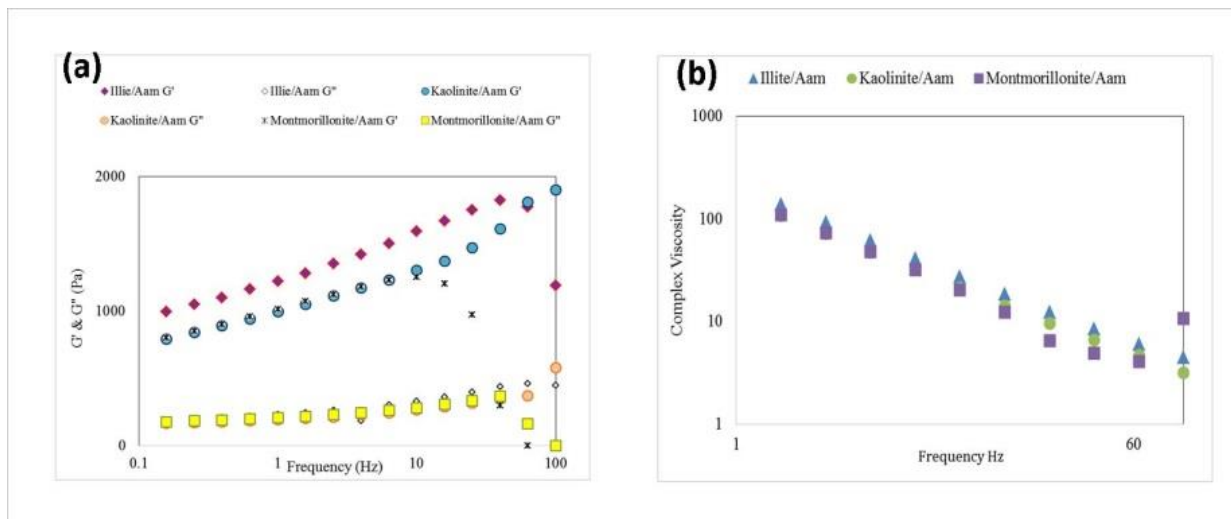 (a)
Illie/Aam G' Illie/Aam G" Kaolinite/Aam G'
Kaolinite/Aam G" Montmorillonite/Aam G' Montmorillonite/Aam G"
G' & G" (Pa)
2000
1000
0
0.1 1 10 100
Frequency (Hz)
(b)
Illite/Aam Kaolinite/Aam Montmorillonite/Aam
Complex Viscosity
1000
100
10
1
1 60
Frequency Hz